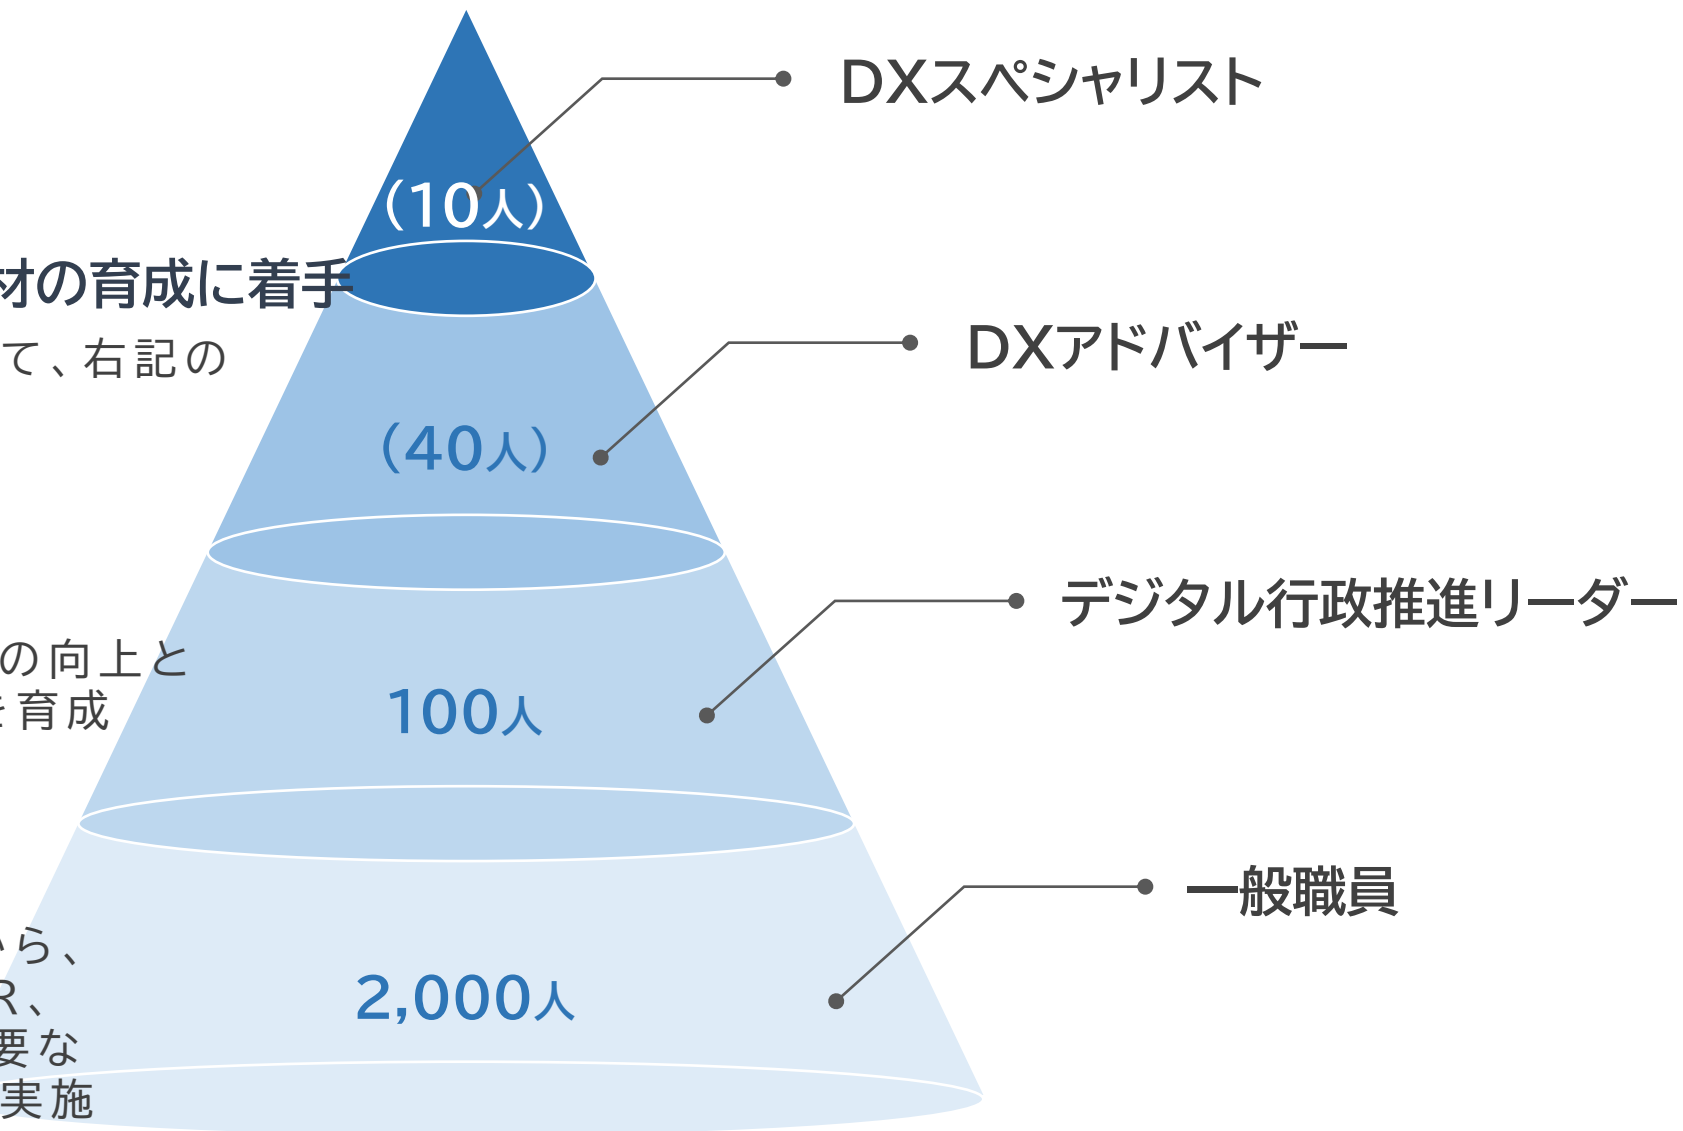 DXスペシャリスト
(10人)
材の育成に着手
て、右記の
DXアドバイザー
(40人)
デジタル行政推進リーダー
の向上と
を育成
100人
一般職員
から、
R、
2,000人
要な
実施